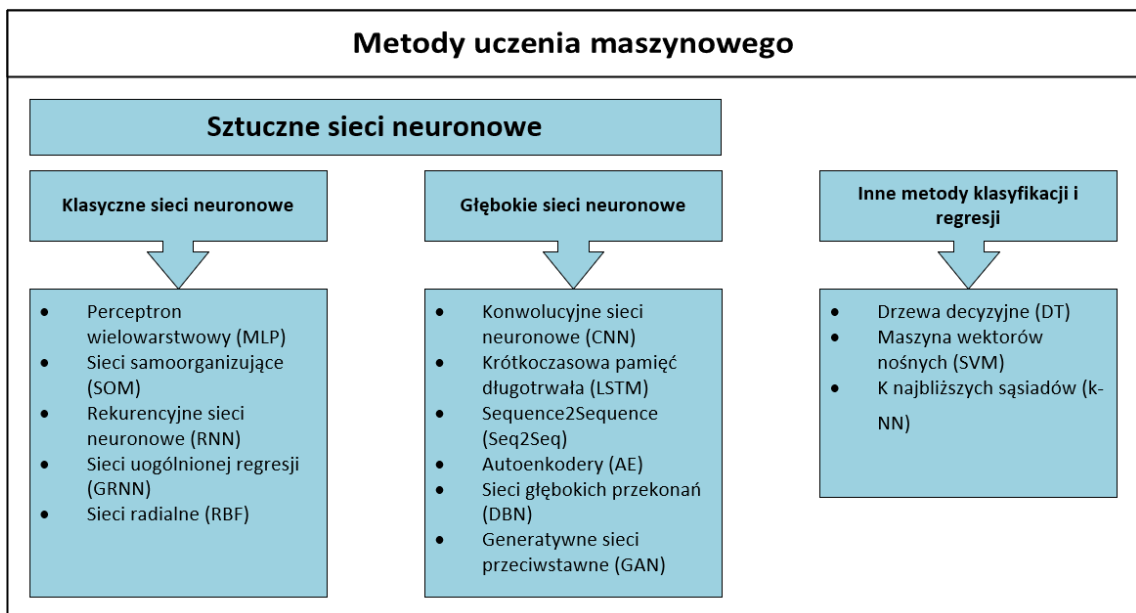 Metody uczenia maszynowego
Sztuczne sieci neuronowe
Klasyczne sieci neuronowe
• Perceptron
wielowarstwowy (MLP)
• Sieci samoorganizujące
(SOM)
• Rekurencyjne sieci
neuronowe (RNN)
• Sieci uogólnionej regresji
(GRNN)
• Sieci radialne (RBF)
Głębokie sieci neuronowe
• Konwolucyjne sieci
neuronowe (CNN)
• Krótkoczasowa pamięć
długotrwała (LSTM)
• Sequence2Sequence
(Seq2Seq)
• Autoenkodery (AE)
• Sieci głębokich przekonań
(DBN)
• Generatywne sieci
przeciwstawne (GAN)
Inne metody klasyfikacji i
regresji
• Drzewa decyzyjne (DT)
• Maszyna wektorów
nośnych (SVM)
• K najbliższych sąsiadów (k-
NN)